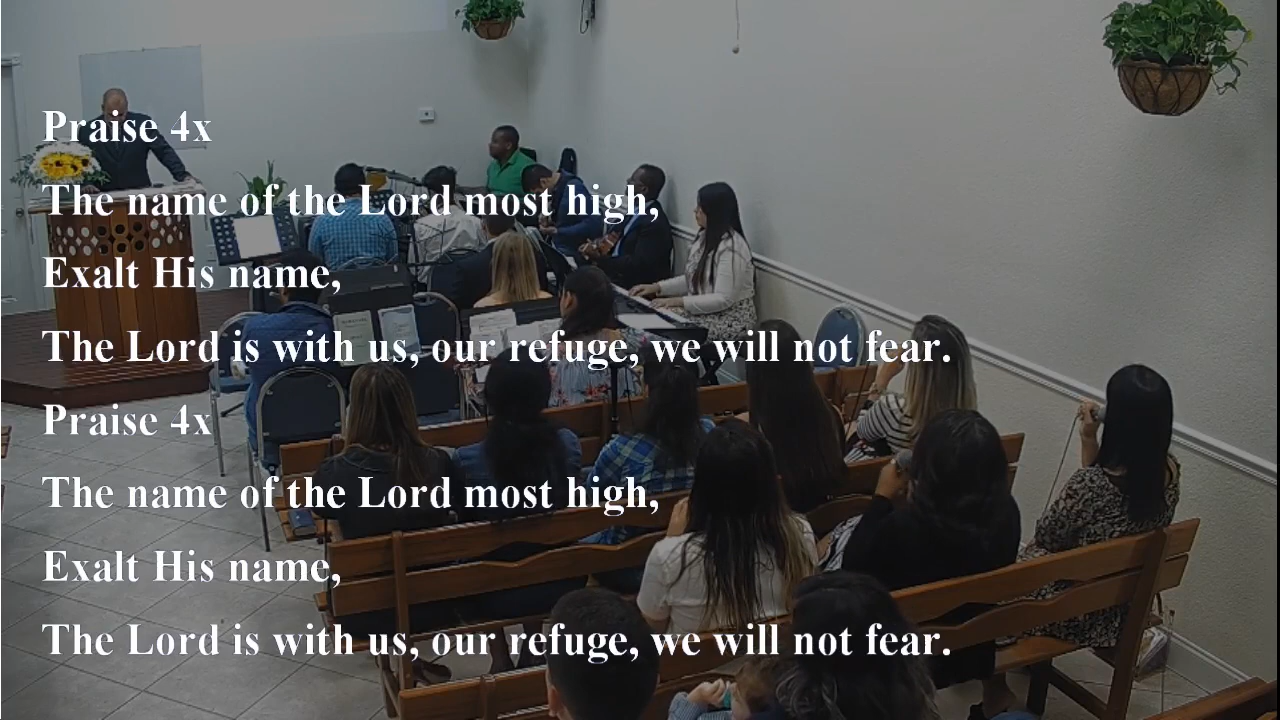 Praise 4x
The name of the Lord most high,
Exalt His name,
The Lord is with us, our refuge, we will not fear.
Praise 4x
The name of the Lord most high,
Exalt His name,
The Lord is with us, our refuge, we will not fear.